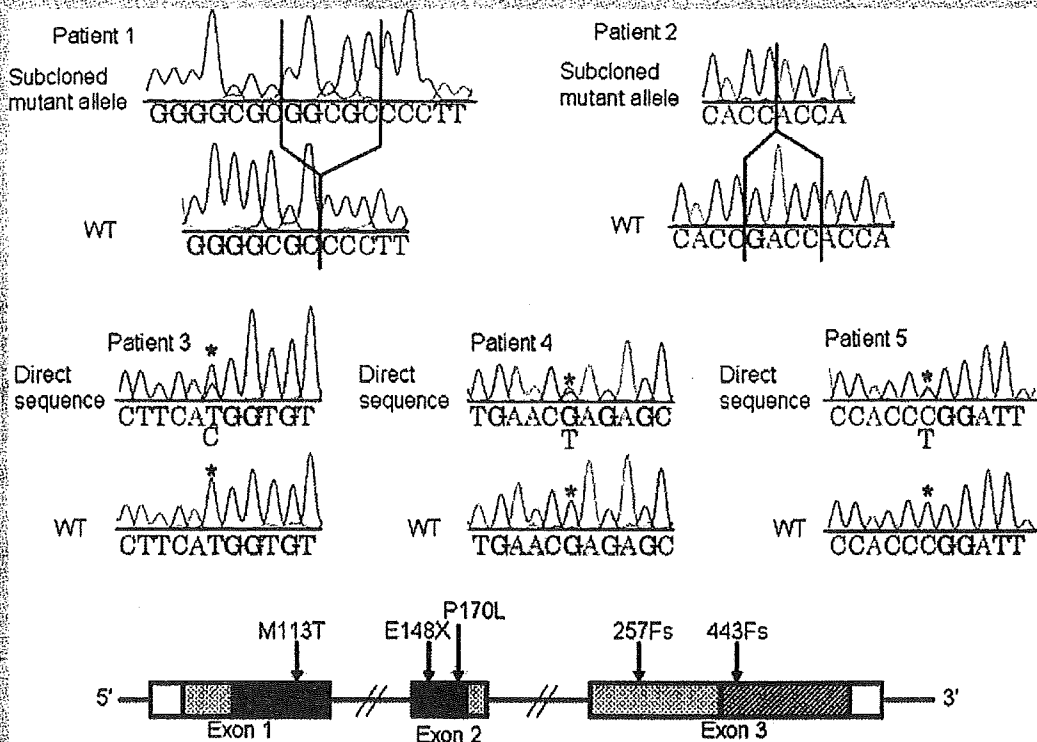 Patient 1
Subcloned
mutant allele
GGGGCGCGGCGCCCCTT
WT
GGGGCGCCCCTT
Patient 2
Subcloned
mutant allele
CACCACCA
WT
CACCGACCACCA
Patient 3
*
Direct
sequence
CTTCATGGTGT
C
*
WT
CTTCATGGTGT
Patient 4
*
Direct
sequence
TGAACGAGAGC
T
*
WT
TGAACGAGAGC
Patient 5
*
Direct
sequence
CCACCCGGATT
T
*
WT
CCACCCGGATT
M113T
E148X
P170L
257Fs
443Fs
5'
3'
Exon 1
Exon 2
Exon 3